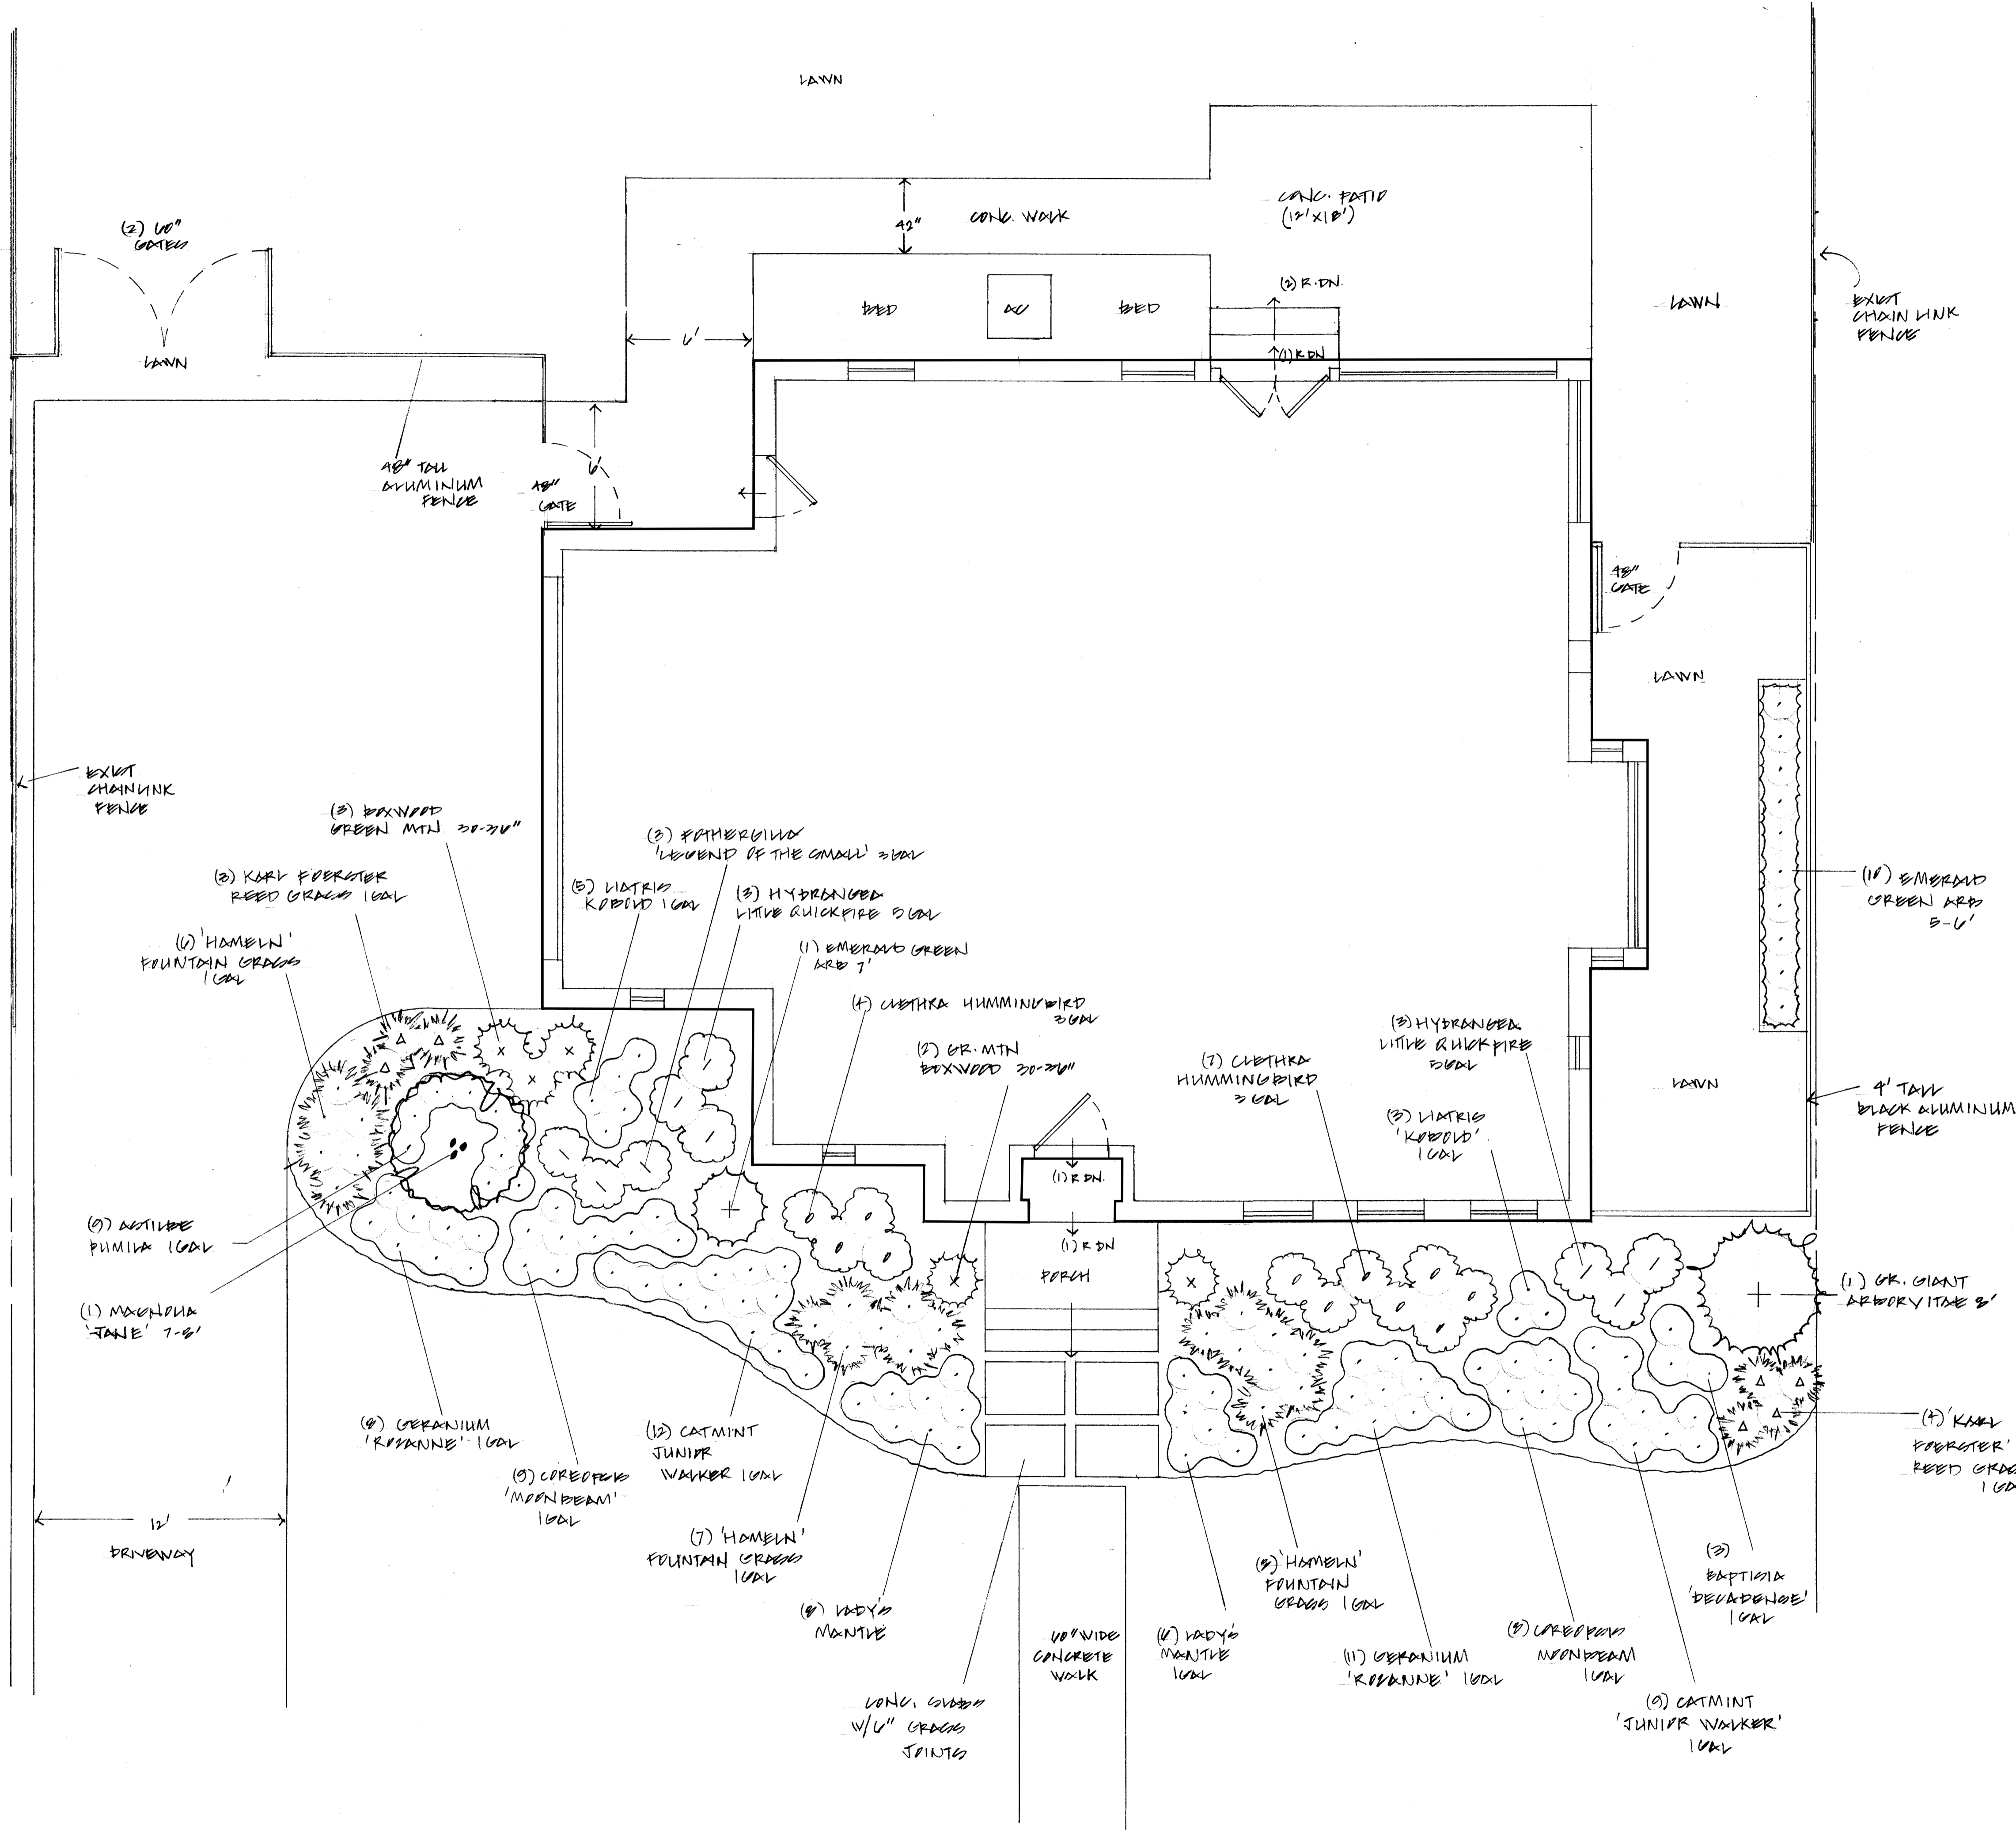 LAWN
CONC. PATIO
(12'X18')
42"
CONC. WALK
(2) 60"
GATES
LAWN
6'
BED
AC
BED
(2) R. DN.
(1) R DN
LAWN
EXIST
CHAIN LINK
FENCE
48" TALL
ALUMINUM
FENCE
48"
GATE
6'
48"
GATE
LAWN
EXIST
CHAINLINK
FENCE
(3) BOXWOOD
GREEN MTN 30-36"
(3) FOTHERGILLA
'LEGEND OF THE SMALL' 3GAL
(3) KARL FOERSTER
REED GRASS 1GAL
(5) LIATRIS
KOBOLD 1GAL
(3) HYDRANGEA
LITTLE QUICKFIRE 5GAL
(10) EMERALD
GREEN ARB
5-6'
(6) 'HAMELN'
FOUNTAIN GRASS
1GAL
(1) EMERALD GREEN
ARB 7'
(4) CLETHRA HUMMINGBIRD
3GAL
(2) GR. MTN
BOXWOOD 30-36"
(7) CLETHRA
HUMMINGBIRD
3 GAL
(3) HYDRANGEA
LITTLE QUICKFIRE
5GAL
(3) LIATRIS
'KOBOLD'
1GAL
LAWN
4' TALL
BLACK ALUMINUM
FENCE
(1) R DN.
(1) R DN
PORCH
(9) ASTILBE
PUMILA 1GAL
(1) MAGNOLIA
'JANE' 7-8'
(1) GR. GIANT
ARBORVITAE 8'
(8) GERANIUM
'ROZANNE' 1GAL
(9) COREOPSIS
'MOONBEAM'
1GAL
(12) CATMINT
JUNIOR
WALKER 1GAL
(7) 'HAMELN'
FOUNTAIN GRASS
1GAL
(8) LADY'S
MANTLE
(4) 'KARL
FOERSTER'
REED GRAS
1GA
12'
DRIVEWAY
CONC. SLABS
W/6" GRASS
JOINTS
60" WIDE
CONCRETE
WALK
(6) LADY'S
MANTLE
1GAL
(8) 'HAMELN'
FOUNTAIN
GRASS 1GAL
(11) GERANIUM
'ROZANNE' 1GAL
(8) COREOPSIS
MOONBEAM
1GAL
(3)
BAPTISIA
'DECADENSE'
1GAL
(9) CATMINT
'JUNIOR WALKER'
1GAL